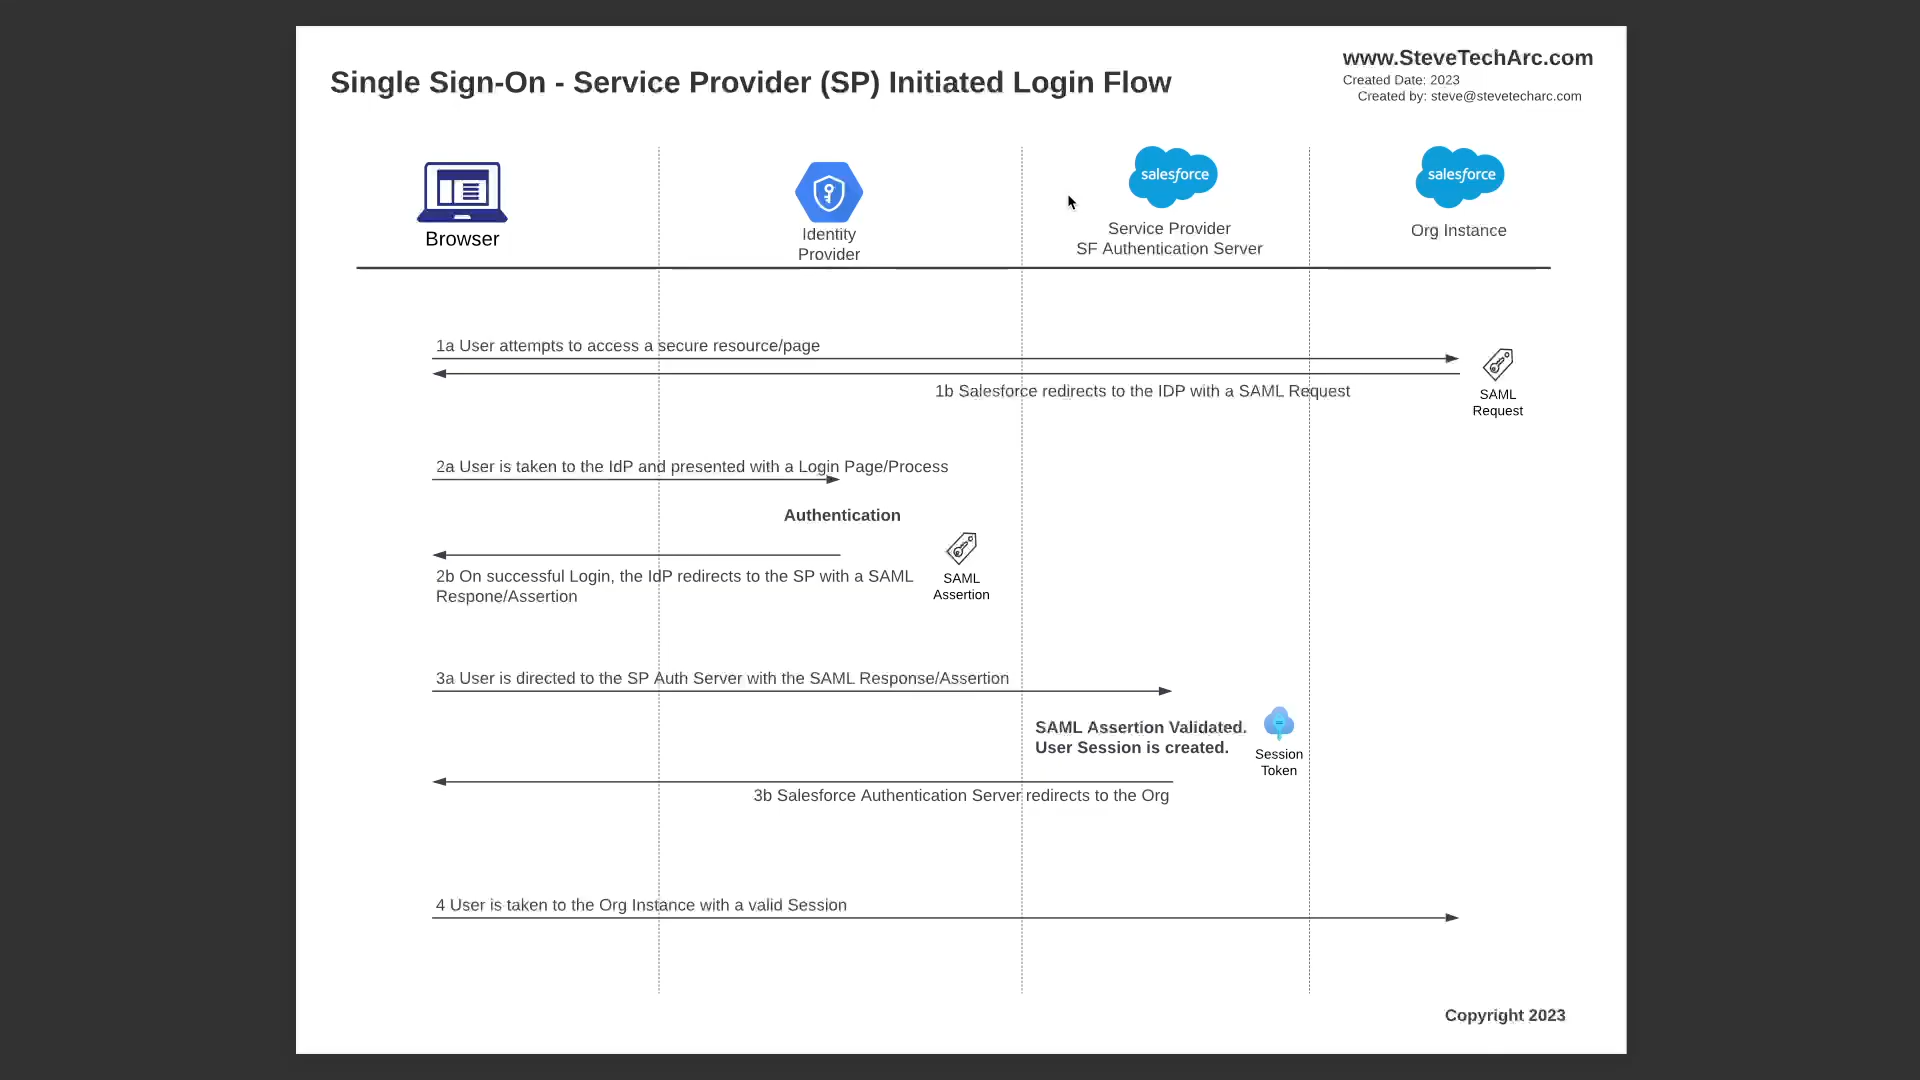 www.SteveTechArc.com
Single Sign-On - Service Provider (SP) Initiated Login Flow
Created Date: 2023
Created by: steve@stevetecharc.com
salesforce
salesforce
Browser
Identity
Provider
Service Provider
SF Authentication Server
Org Instance
1a User attempts to access a secure resource/page
1b Salesforce redirects to the IDP with a SAML Request
SAML
Request
2a User is taken to the IdP and presented with a Login Page/Process
Authentication
2b On successful Login, the IdP redirects to the SP with a SAML
Respone/Assertion
SAML
Assertion
3a User is directed to the SP Auth Server with the SAML Response/Assertion
SAML Assertion Validated.
User Session is created.
Session
Token
3b Salesforce Authentication Server redirects to the Org
4 User is taken to the Org Instance with a valid Session
Copyright 2023